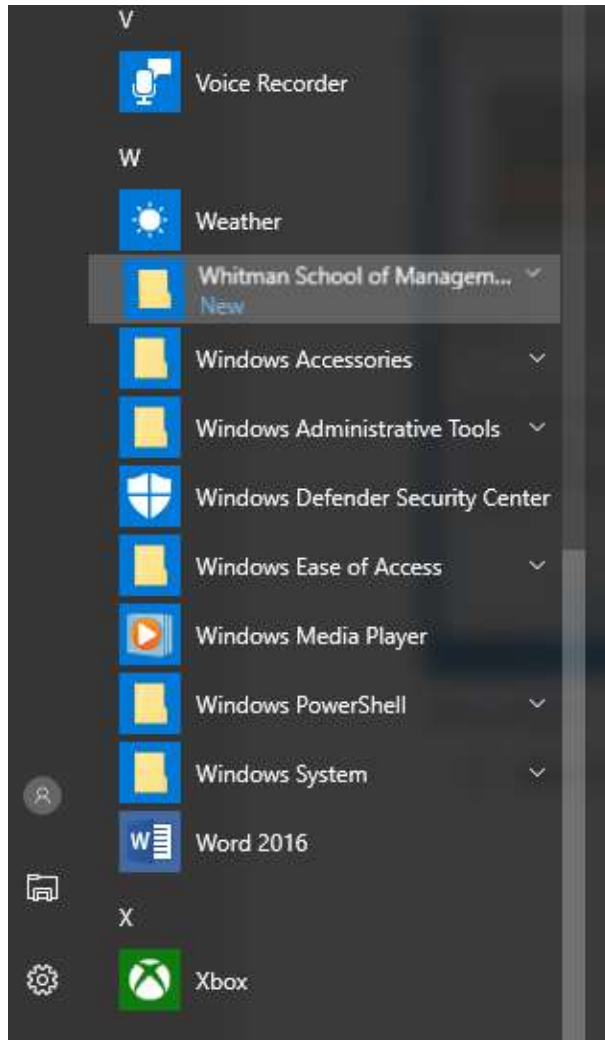 V
Voice Recorder
W
Weather
Whitman School of Managem...
New
Windows Accessories
Windows Administrative Tools
Windows Defender Security Center
Windows Ease of Access
Windows Media Player
Windows PowerShell
Windows System
W
Word 2016
X
Xbox